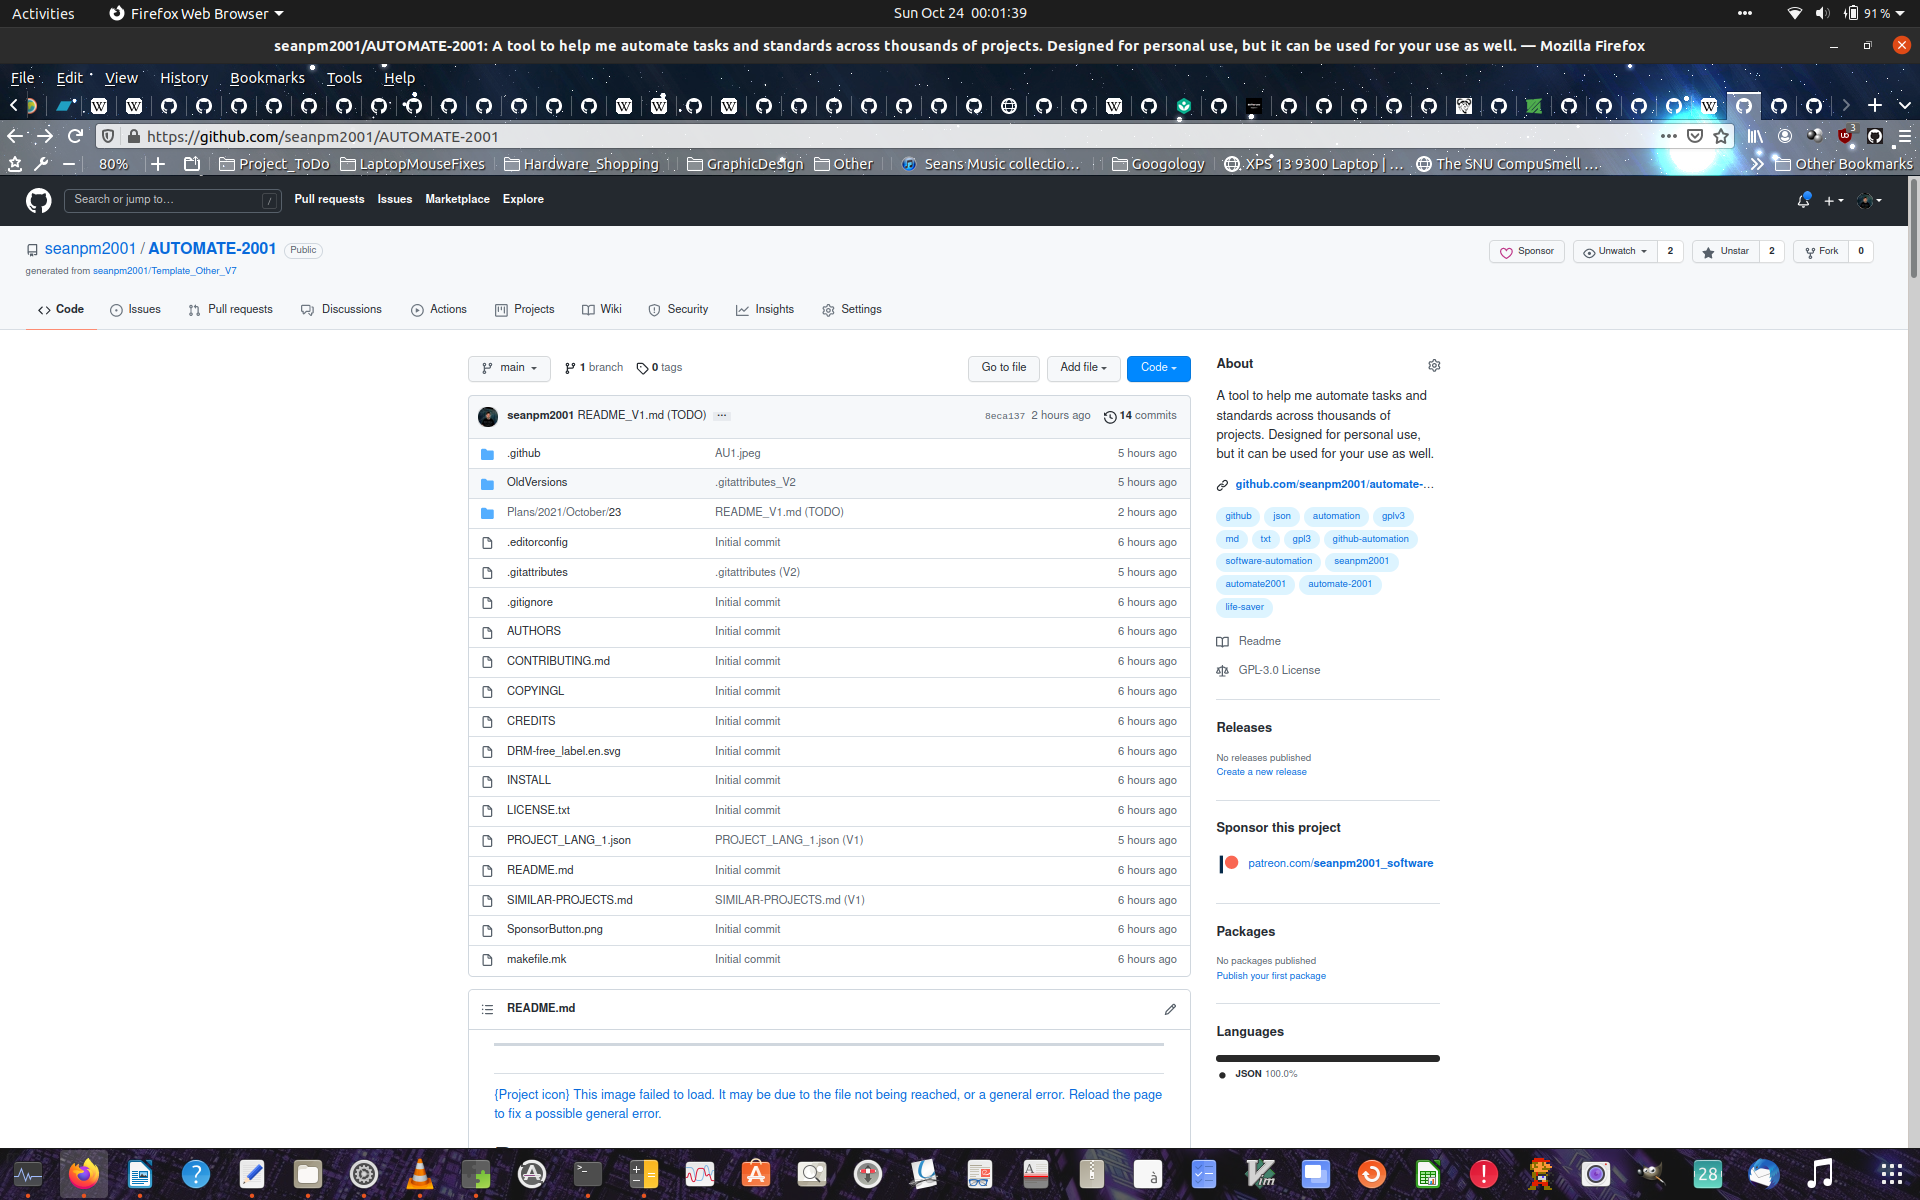 Activities Firefox Web Browser Sun Oct 24 00:01:39 91 %
seanpm2001/AUTOMATE-2001: A tool to help me automate tasks and standards across thousands of projects. Designed for personal use, but it can be used for your use as well. — Mozilla Firefox
File Edit View History Bookmarks Tools Help
https://github.com/seanpm2001/AUTOMATE-2001 3
80% Project_ToDo LaptopMouseFixes Hardware_Shopping GraphicDesign Other Seans Music collectio… Googology XPS 13 9300 Laptop | … The SNU CompuSmell … Other Bookmarks
Search or jump to… / Pull requests Issues Marketplace Explore
seanpm2001 / AUTOMATE-2001 Public Sponsor Unwatch 2 Unstar 2 Fork 0
generated from seanpm2001/Template_Other_V7
Code Issues Pull requests Discussions Actions Projects Wiki Security Insights Settings
main 1 branch 0 tags Go to file Add file Code
seanpm2001 README_V1.md (TODO) ... 8eca137 2 hours ago 14 commits
.github AU1.jpeg 5 hours ago
OldVersions .gitattributes_V2 5 hours ago
Plans/2021/October/23 README_V1.md (TODO) 2 hours ago
.editorconfig Initial commit 6 hours ago
.gitattributes .gitattributes (V2) 5 hours ago
.gitignore Initial commit 6 hours ago
AUTHORS Initial commit 6 hours ago
CONTRIBUTING.md Initial commit 6 hours ago
COPYINGL Initial commit 6 hours ago
CREDITS Initial commit 6 hours ago
DRM-free_label.en.svg Initial commit 6 hours ago
INSTALL Initial commit 6 hours ago
LICENSE.txt Initial commit 6 hours ago
PROJECT_LANG_1.json PROJECT_LANG_1.json (V1) 5 hours ago
README.md Initial commit 6 hours ago
SIMILAR-PROJECTS.md SIMILAR-PROJECTS.md (V1) 6 hours ago
SponsorButton.png Initial commit 6 hours ago
makefile.mk Initial commit 6 hours ago
README.md
{Project icon} This image failed to load. It may be due to the file not being reached, or a general error. Reload the page
to fix a possible general error.
About
A tool to help me automate tasks and
standards across thousands of
projects. Designed for personal use,
but it can be used for your use as well.
github.com/seanpm2001/automate-…
github json automation gplv3
md txt gpl3 github-automation
software-automation seanpm2001
automate2001 automate-2001
life-saver
Readme
GPL-3.0 License
Releases
No releases published
Create a new release
Sponsor this project
patreon.com/seanpm2001_software
Packages
No packages published
Publish your first package
Languages
JSON 100.0%
28